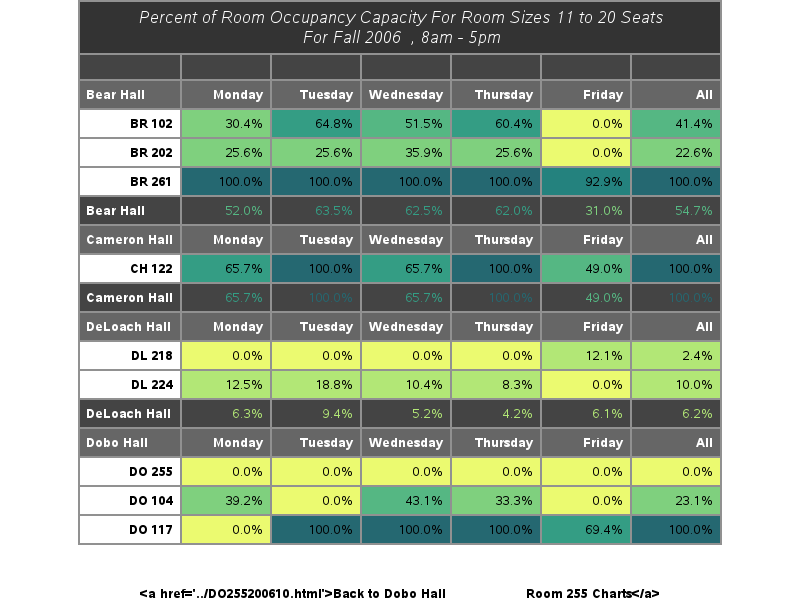 Percent of Room Occupancy Capacity For Room Sizes 11 to 20 Seats
For Fall 2006 , 8am - 5pm
Bear Hall Monday Tuesday Wednesday Thursday Friday All
BR 102 30.4% 64.8% 51.5% 60.4% 0.0% 41.4%
BR 202 25.6% 25.6% 35.9% 25.6% 0.0% 22.6%
BR 261 100.0% 100.0% 100.0% 100.0% 92.9% 100.0%
Bear Hall 52.0% 63.5% 62.5% 62.0% 31.0% 54.7%
Cameron Hall Monday Tuesday Wednesday Thursday Friday All
CH 122 65.7% 100.0% 65.7% 100.0% 49.0% 100.0%
Cameron Hall 65.7% 100.0% 65.7% 100.0% 49.0% 100.0%
DeLoach Hall Monday Tuesday Wednesday Thursday Friday All
DL 218 0.0% 0.0% 0.0% 0.0% 12.1% 2.4%
DL 224 12.5% 18.8% 10.4% 8.3% 0.0% 10.0%
DeLoach Hall 6.3% 9.4% 5.2% 4.2% 6.1% 6.2%
Dobo Hall Monday Tuesday Wednesday Thursday Friday All
DO 255 0.0% 0.0% 0.0% 0.0% 0.0% 0.0%
DO 104 39.2% 0.0% 43.1% 33.3% 0.0% 23.1%
DO 117 0.0% 100.0% 100.0% 100.0% 69.4% 100.0%
<a href='../DO255200610.html'>Back to Dobo Hall Room 255 Charts</a>